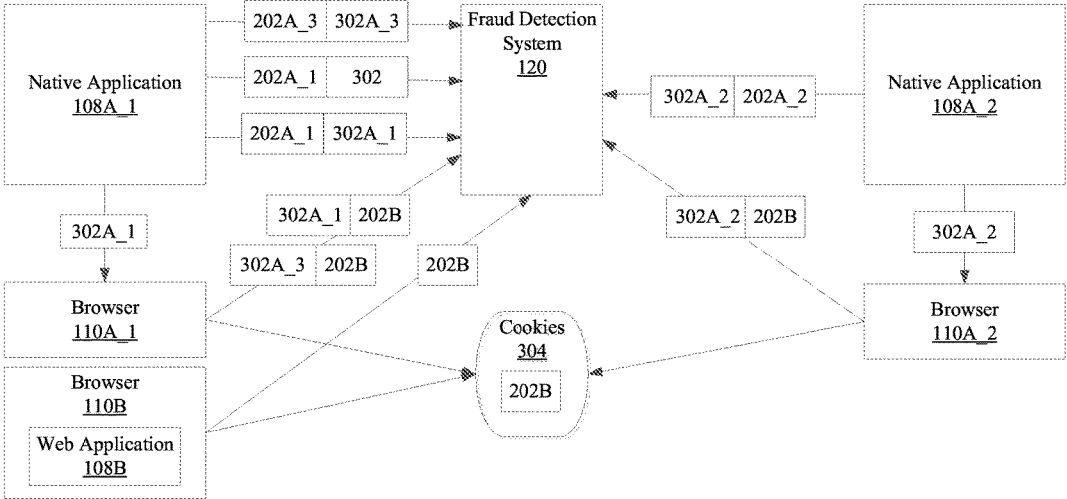 Native Application
108A_1
202A_3 302A_3
202A_1 302
202A_1 302A_1
Fraud Detection
System
120
302A_2 202A_2
Native Application
108A_2
302A_1
302A_1 202B
302A_3 202B
202B
302A_2 202B
302A_2
Browser
110A_1
Cookies
304
202B
Browser
110A_2
Browser
110B
Web Application
108B